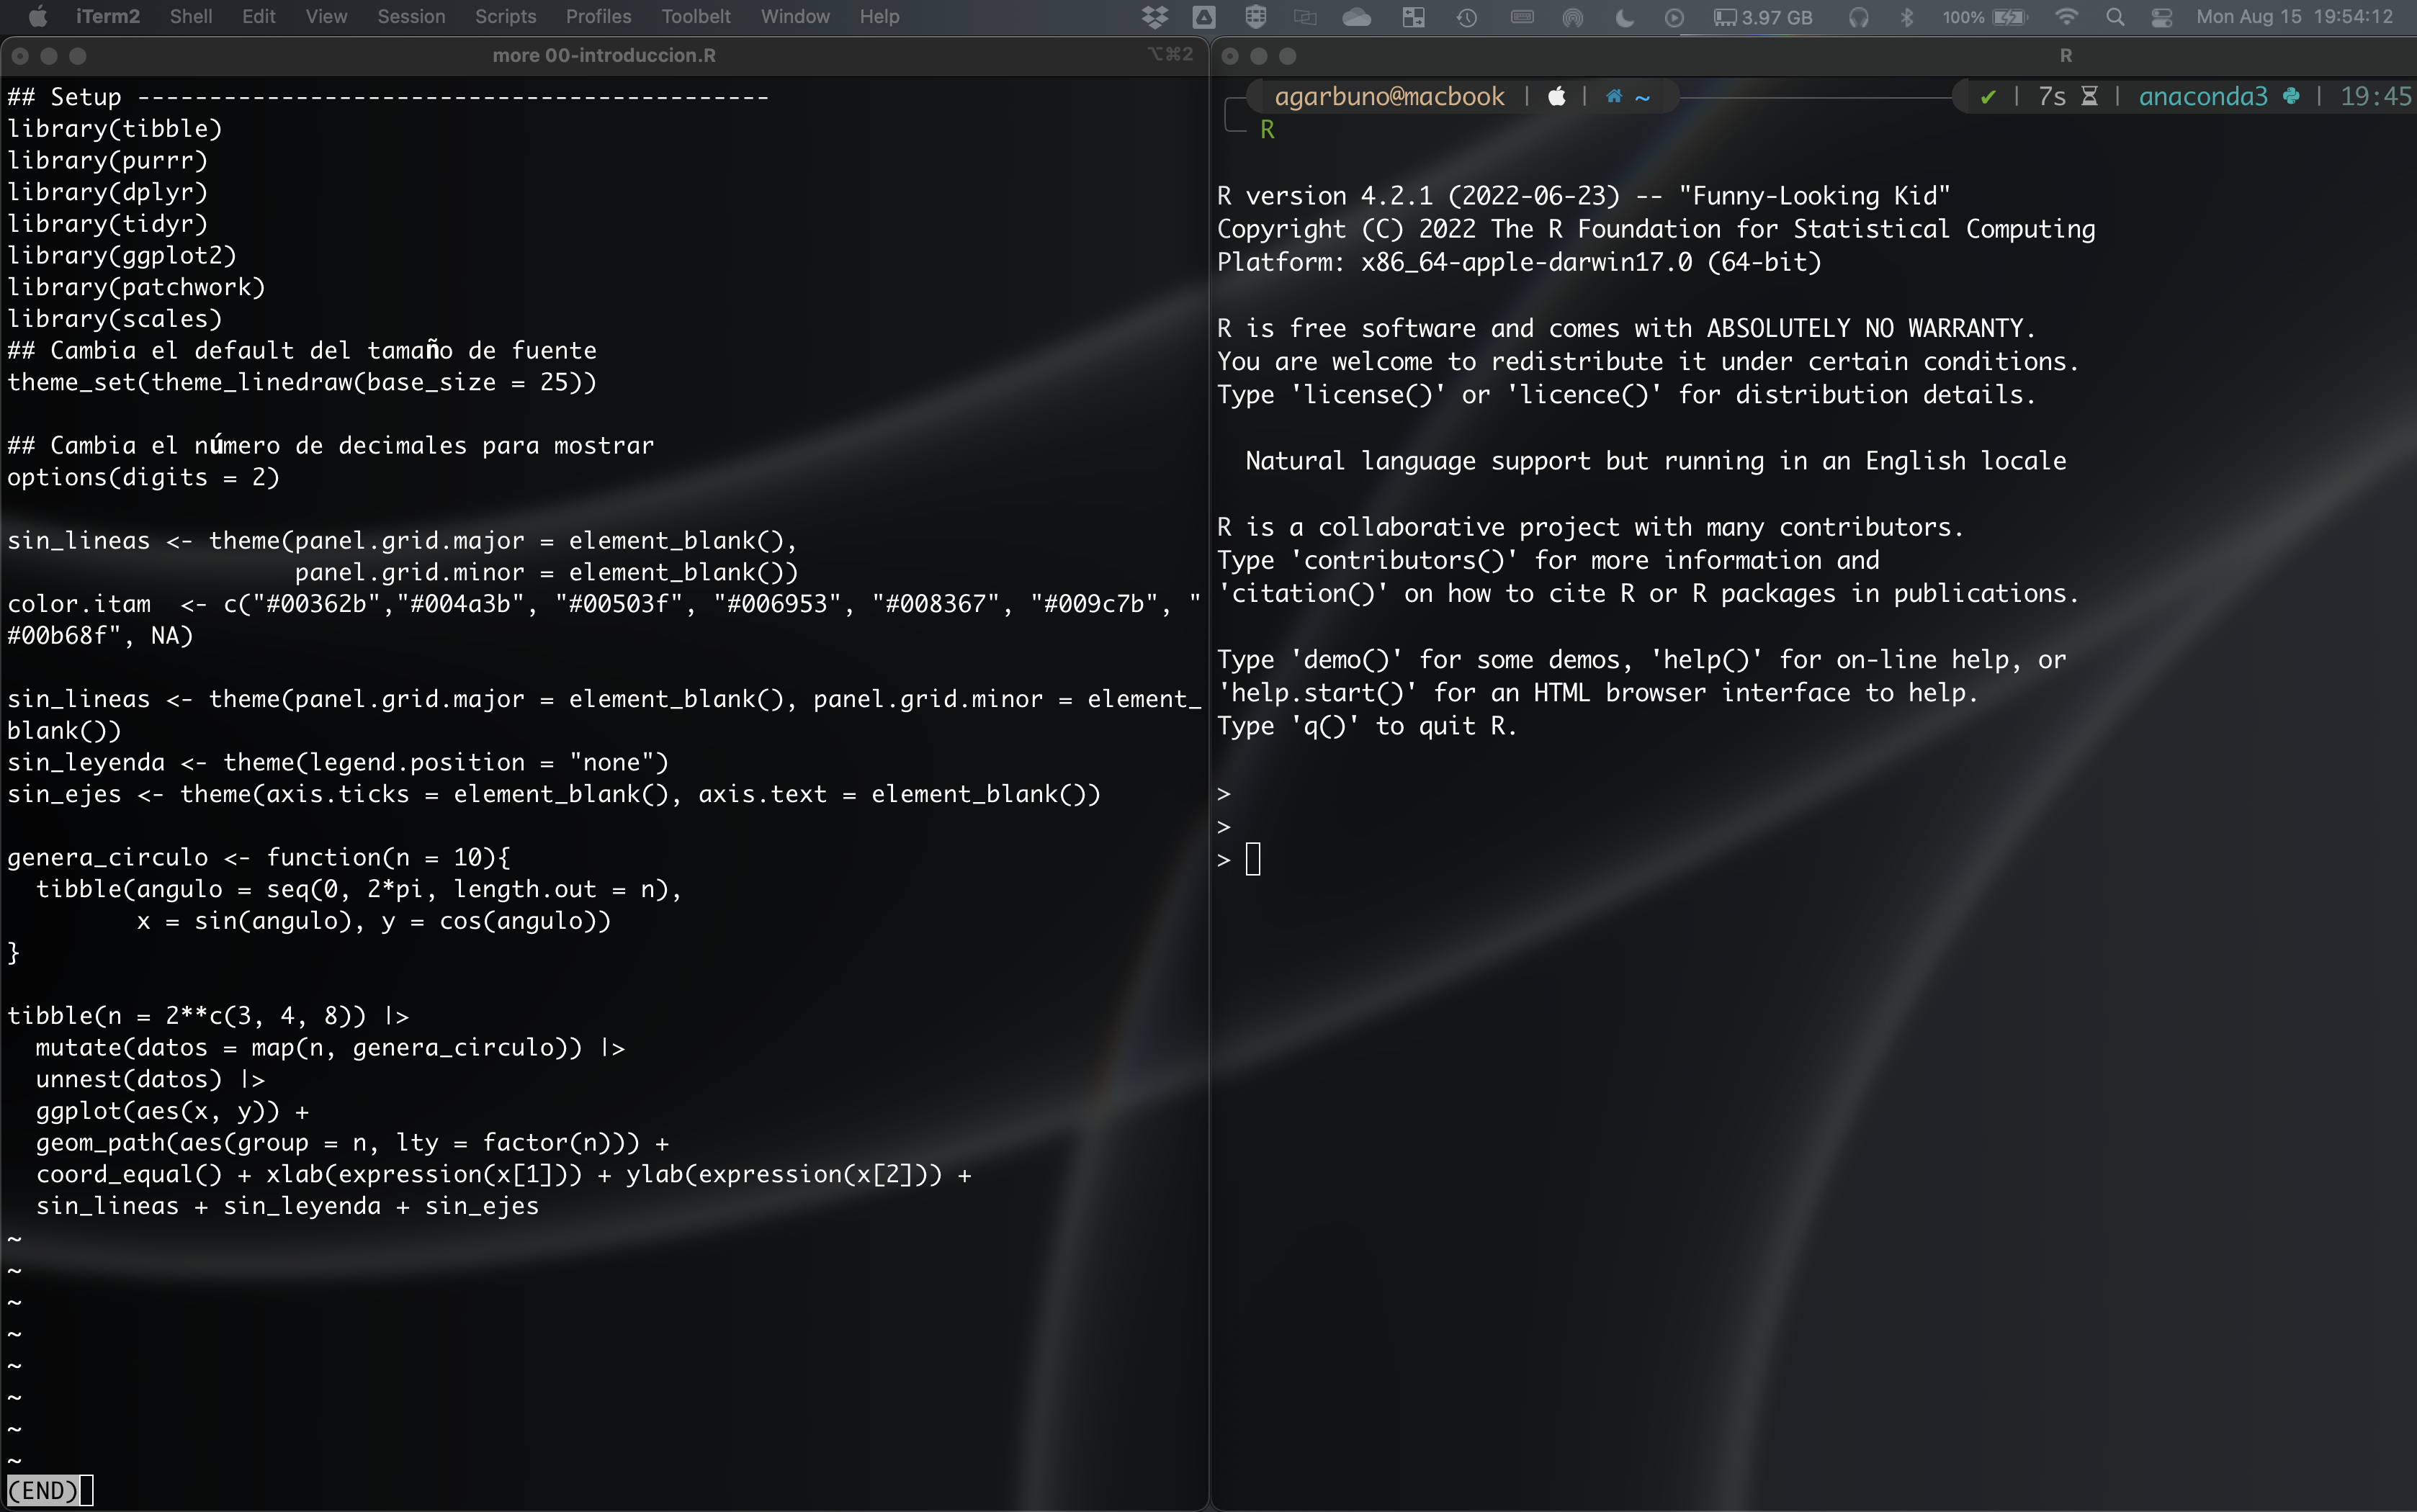 iTerm2 Shell Edit View Session Scripts Profiles Toolbelt Window Help 3.97 GB 100% Mon Aug 15 19:54:12
more 00-introduccion.R ⌥⌘2
## Setup --------------------------------------------
library(tibble)
library(purrr)
library(dplyr)
library(tidyr)
library(ggplot2)
library(patchwork)
library(scales)
## Cambia el default del tamaño de fuente
theme_set(theme_linedraw(base_size = 25))
## Cambia el número de decimales para mostrar
options(digits = 2)
sin_lineas <- theme(panel.grid.major = element_blank(),
                    panel.grid.minor = element_blank())
color.itam  <- c("#00362b","#004a3b", "#00503f", "#006953", "#008367", "#009c7b", "
#00b68f", NA)
sin_lineas <- theme(panel.grid.major = element_blank(), panel.grid.minor = element_
blank())
sin_leyenda <- theme(legend.position = "none")
sin_ejes <- theme(axis.ticks = element_blank(), axis.text = element_blank())
genera_circulo <- function(n = 10){
  tibble(angulo = seq(0, 2*pi, length.out = n),
         x = sin(angulo), y = cos(angulo))
}
tibble(n = 2**c(3, 4, 8)) |>
  mutate(datos = map(n, genera_circulo)) |>
  unnest(datos) |>
  ggplot(aes(x, y)) +
  geom_path(aes(group = n, lty = factor(n))) +
  coord_equal() + xlab(expression(x[1])) + ylab(expression(x[2])) +
  sin_lineas + sin_leyenda + sin_ejes
~
~
~
~
~
~
~
~
(END)
R
agarbuno@macbook | | ~ ✔ | 7s | anaconda3 | 19:45
R
R version 4.2.1 (2022-06-23) -- "Funny-Looking Kid"
Copyright (C) 2022 The R Foundation for Statistical Computing
Platform: x86_64-apple-darwin17.0 (64-bit)
R is free software and comes with ABSOLUTELY NO WARRANTY.
You are welcome to redistribute it under certain conditions.
Type 'license()' or 'licence()' for distribution details.
  Natural language support but running in an English locale
R is a collaborative project with many contributors.
Type 'contributors()' for more information and
'citation()' on how to cite R or R packages in publications.
Type 'demo()' for some demos, 'help()' for on-line help, or
'help.start()' for an HTML browser interface to help.
Type 'q()' to quit R.
>
>
>